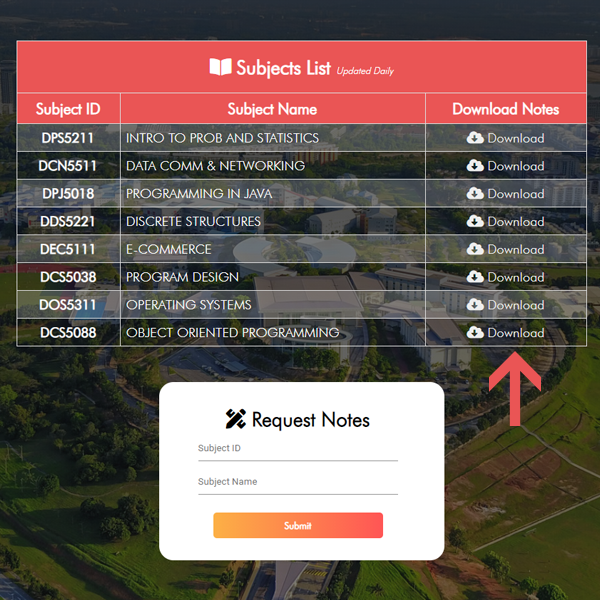 Subjects List Updated Daily
Subject ID Subject Name Download Notes
DPS5211 INTRO TO PROB AND STATISTICS Download
DCN5511 DATA COMM & NETWORKING Download
DPJ5018 PROGRAMMING IN JAVA Download
DDS5221 DISCRETE STRUCTURES Download
DEC5111 E-COMMERCE Download
DCS5038 PROGRAM DESIGN Download
DOS5311 OPERATING SYSTEMS Download
DCS5088 OBJECT ORIENTED PROGRAMMING Download
Request Notes
Subject ID
Subject Name
Submit